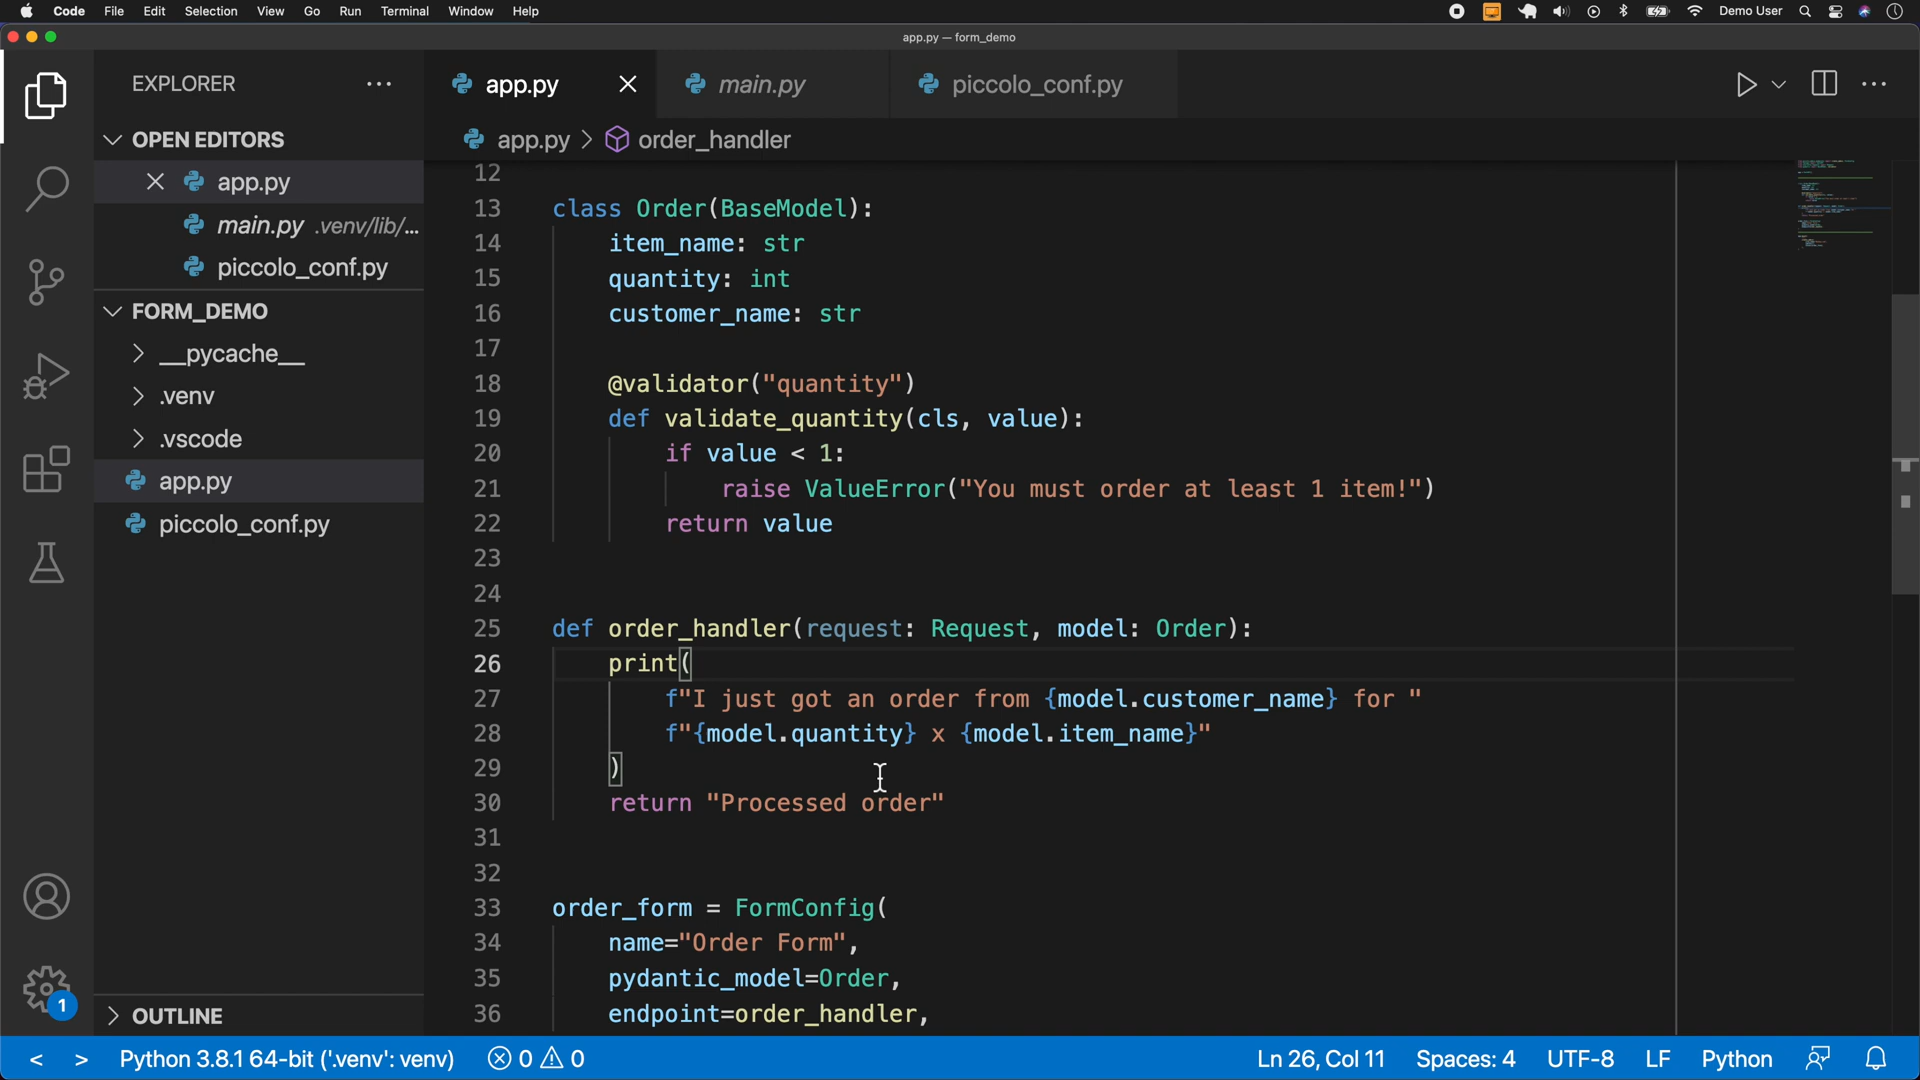 Code File Edit Selection View Go Run Terminal Window Help Demo User
app.py — form_demo
EXPLORER
app.py main.py piccolo_conf.py
OPEN EDITORS
app.py > order_handler
app.py
main.py .venv/lib/...
piccolo_conf.py
FORM_DEMO
__pycache__
.venv
.vscode
app.py
piccolo_conf.py
OUTLINE
12
13 class Order(BaseModel):
14 item_name: str
15 quantity: int
16 customer_name: str
17
18 @validator("quantity")
19 def validate_quantity(cls, value):
20 if value < 1:
21 raise ValueError("You must order at least 1 item!")
22 return value
23
24
25 def order_handler(request: Request, model: Order):
26 print(
27 f"I just got an order from {model.customer_name} for "
28 f"{model.quantity} x {model.item_name}"
29 )
30 return "Processed order"
31
32
33 order_form = FormConfig(
34 name="Order Form",
35 pydantic_model=Order,
36 endpoint=order_handler,
1
< > Python 3.8.1 64-bit ('.venv': venv) 0 0 Ln 26, Col 11 Spaces: 4 UTF-8 LF Python